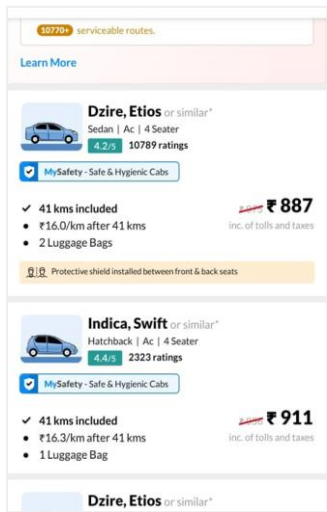 10770+ serviceable routes.
Learn More
Dzire, Etios or similar*
Sedan | Ac | 4 Seater
4.2/5 10789 ratings
MySafety - Safe & Hygienic Cabs
41 kms included
₹ 887
₹16.0/km after 41 kms
inc. of tolls and taxes
2 Luggage Bags
Protective shield installed between front & back seats
Indica, Swift or similar*
Hatchback | Ac | 4 Seater
4.4/5 2323 ratings
MySafety - Safe & Hygienic Cabs
41 kms included
₹ 911
₹16.3/km after 41 kms
inc. of tolls and taxes
1 Luggage Bag
Dzire, Etios or similar*